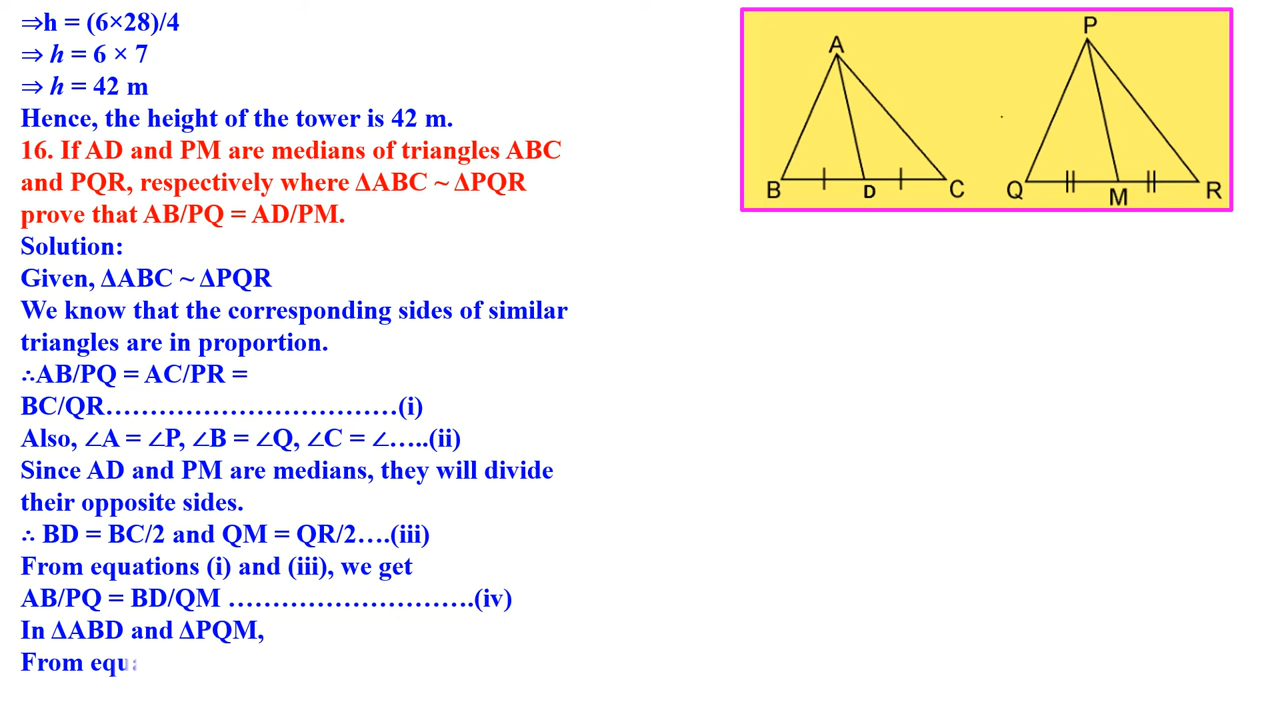 ⇒h = (6×28)/4
⇒ h = 6 × 7
⇒ h = 42 m
Hence, the height of the tower is 42 m.
16. If AD and PM are medians of triangles ABC
and PQR, respectively where ΔABC ~ ΔPQR
prove that AB/PQ = AD/PM.
Solution:
Given, ΔABC ~ ΔPQR
We know that the corresponding sides of similar
triangles are in proportion.
∴AB/PQ = AC/PR =
BC/QR……………………………(i)
Also, ∠A = ∠P, ∠B = ∠Q, ∠C = ∠…..(ii)
Since AD and PM are medians, they will divide
their opposite sides.
∴ BD = BC/2 and QM = QR/2….(iii)
From equations (i) and (iii), we get
AB/PQ = BD/QM ……………………….(iv)
In ΔABD and ΔPQM,
From equa
A
B
D
C
P
Q
M
R